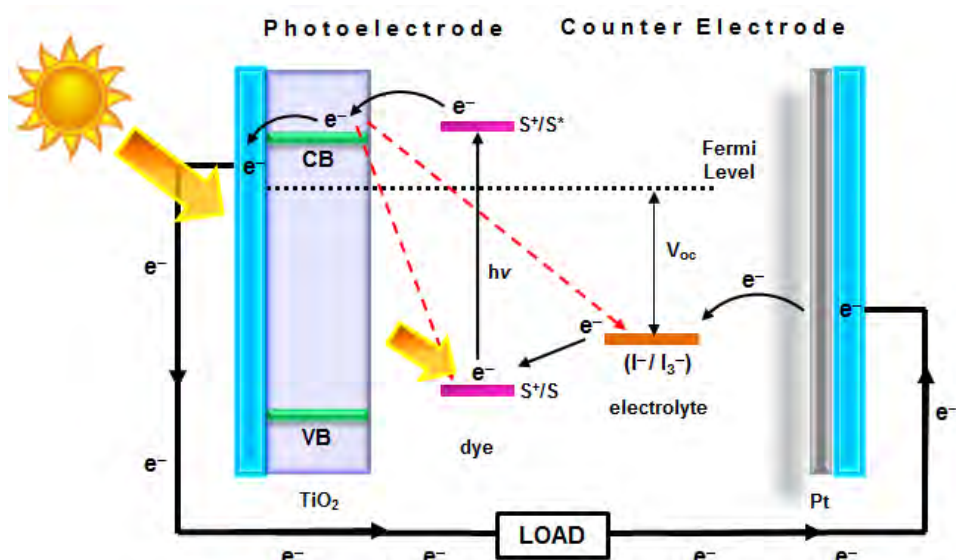 Photoelectrode Counter Electrode
e⁻
S⁺/S*
e⁻
e⁻
CB
Fermi
Level
e⁻
hν
Voc
e⁻
e⁻
e⁻
(I⁻/ I₃⁻)
e⁻
S⁺/S
electrolyte
e⁻
VB
dye
e⁻
TiO₂
Pt
LOAD
e⁻ e⁻ e⁻ e⁻